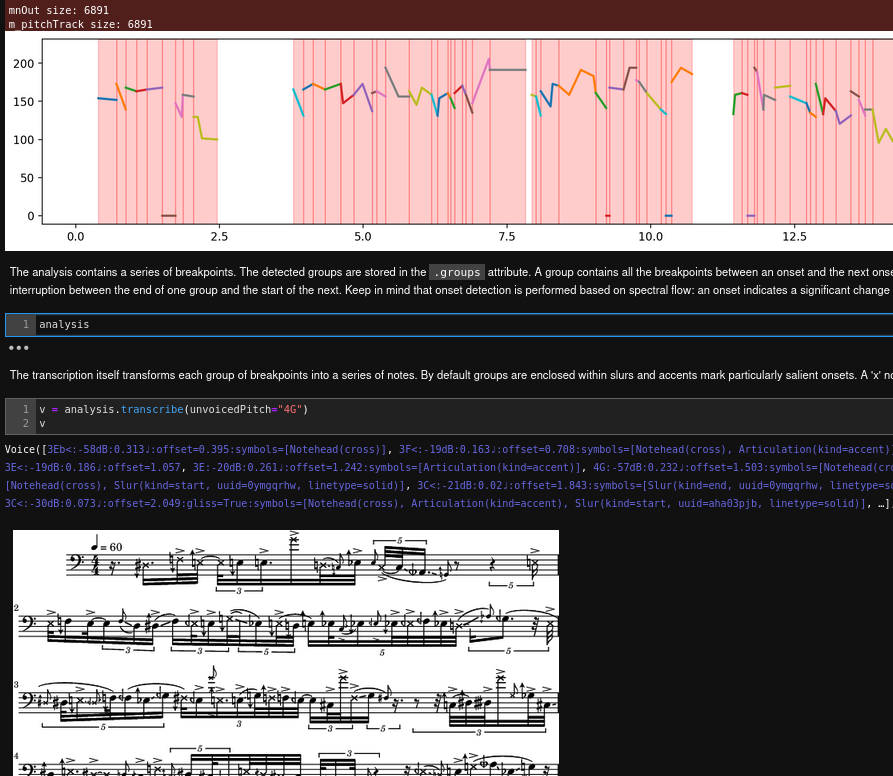 mnOut size: 6891
m_pitchTrack size: 6891
200
150
100
50
0
0.0 2.5 5.0 7.5 10.0 12.5
The analysis contains a series of breakpoints. The detected groups are stored in the .groups attribute. A group contains all the breakpoints between an onset and the next onse
interruption between the end of one group and the start of the next. Keep in mind that onset detection is performed based on spectral flow: an onset indicates a significant change
1 analysis
•••
The transcription itself transforms each group of breakpoints into a series of notes. By default groups are enclosed within slurs and accents mark particularly salient onsets. A 'x' no
1 v = analysis.transcribe(unvoicedPitch="4G")
2 v
Voice([3Eb<:-58dB:0.313♩:offset=0.395:symbols=[Notehead(cross)], 3F<:-19dB:0.163♩:offset=0.708:symbols=[Notehead(cross), Articulation(kind=accent)]
3E<:-19dB:0.186♩:offset=1.057, 3E:-20dB:0.261♩:offset=1.242:symbols=[Articulation(kind=accent)], 4G:-57dB:0.232♩:offset=1.503:symbols=[Notehead(cro
[Notehead(cross), Slur(kind=start, uuid=0ymgqrhw, linetype=solid)], 3C<:-21dB:0.02♩:offset=1.843:symbols=[Slur(kind=end, uuid=0ymgqrhw, linetype=so
3C<:-30dB:0.073♩:offset=2.049:gliss=True:symbols=[Notehead(cross), Articulation(kind=accent), Slur(kind=start, uuid=aha03pjb, linetype=solid)], …],
♩ = 60
5
3 5
2
3 3 5 5 5
3
5 3 3 5 3
4
5 3